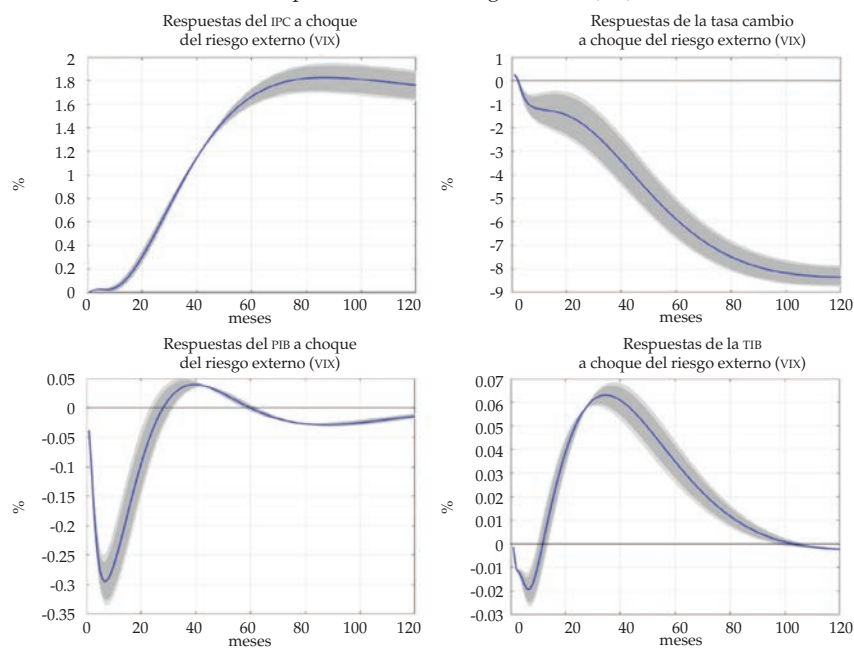 Respuestas del IPC a choque
del riesgo externo (VIX)
%
2
1.8
1.6
1.4
1.2
1
0.8
0.6
0.4
0.2
0
0 20 40 60 80 100 120
meses
Respuestas de la tasa cambio
a choque del riesgo externo (VIX)
%
1
0
-1
-2
-3
-4
-5
-6
-7
-8
-9
0 20 40 60 80 100 120
meses
Respuestas del PIB a choque
del riesgo externo (VIX)
%
0.05
0
-0.05
-0.1
-0.15
-0.2
-0.25
-0.3
-0.35
0 20 40 60 80 100 120
meses
Respuestas de la TIB
a choque del riesgo externo (VIX)
%
0.07
0.06
0.05
0.04
0.03
0.02
0.01
0
-0.01
-0.02
-0.03
0 20 40 60 80 100 120
meses